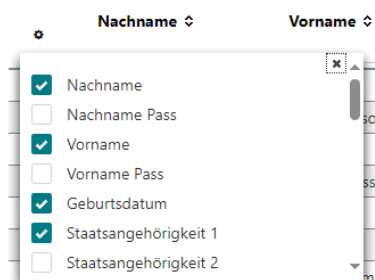 Nachname Vorname
Nachname
Nachname Pass
Vorname
Vorname Pass
Geburtsdatum
Staatsangehörigkeit 1
Staatsangehörigkeit 2